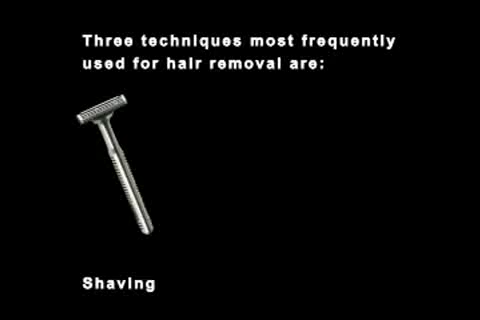 Three techniques most frequently
used for hair removal are:
Shaving